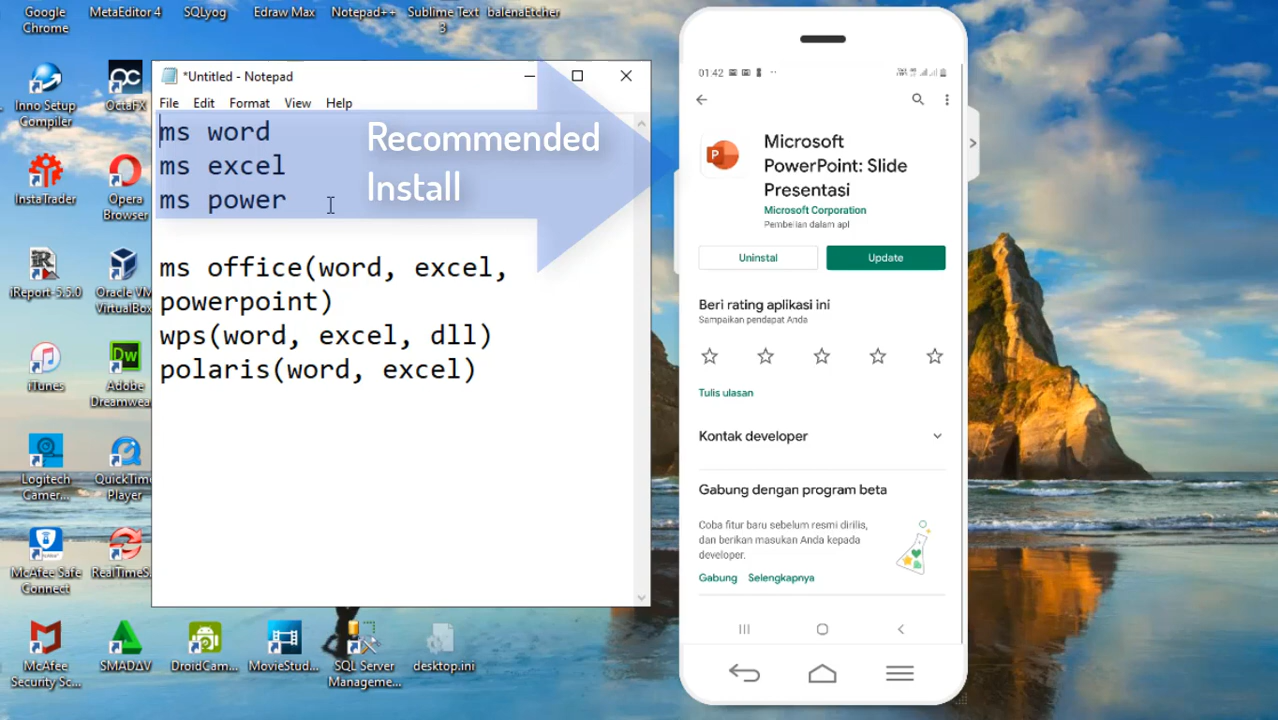 Google
Chrome
MetaEditor 4
SQLyog
Edraw Max
Notepad++
Sublime Text
3
balenaEtcher
Inno Setup
Compiler
OctaFX
InstaTrader
Opera
Browser
iReport-5.5.0
Oracle VM
VirtualBox
iTunes
Dw
Adobe
Dreamweav
Logitech
Camer...
QuickTime
Player
McAfee Safe
Connect
RealTimeS
McAfee
Security Sc...
SMADΔV
DroidCam...
MovieStud...
SQL Server
Manageme...
desktop.ini
*Untitled - Notepad
File Edit Format View Help
ms word
ms excel
ms power
ms office(word, excel,
powerpoint)
wps(word, excel, dll)
polaris(word, excel)
Recommended
Install
01.42
P
Microsoft
PowerPoint: Slide
Presentasi
Microsoft Corporation
Pembelian dalam apl
Uninstal
Update
Beri rating aplikasi ini
Sampaikan pendapat Anda
Tulis ulasan
Kontak developer
Gabung dengan program beta
Coba fitur baru sebelum resmi dirilis,
dan berikan masukan Anda kepada
developer.
Gabung Selengkapnya